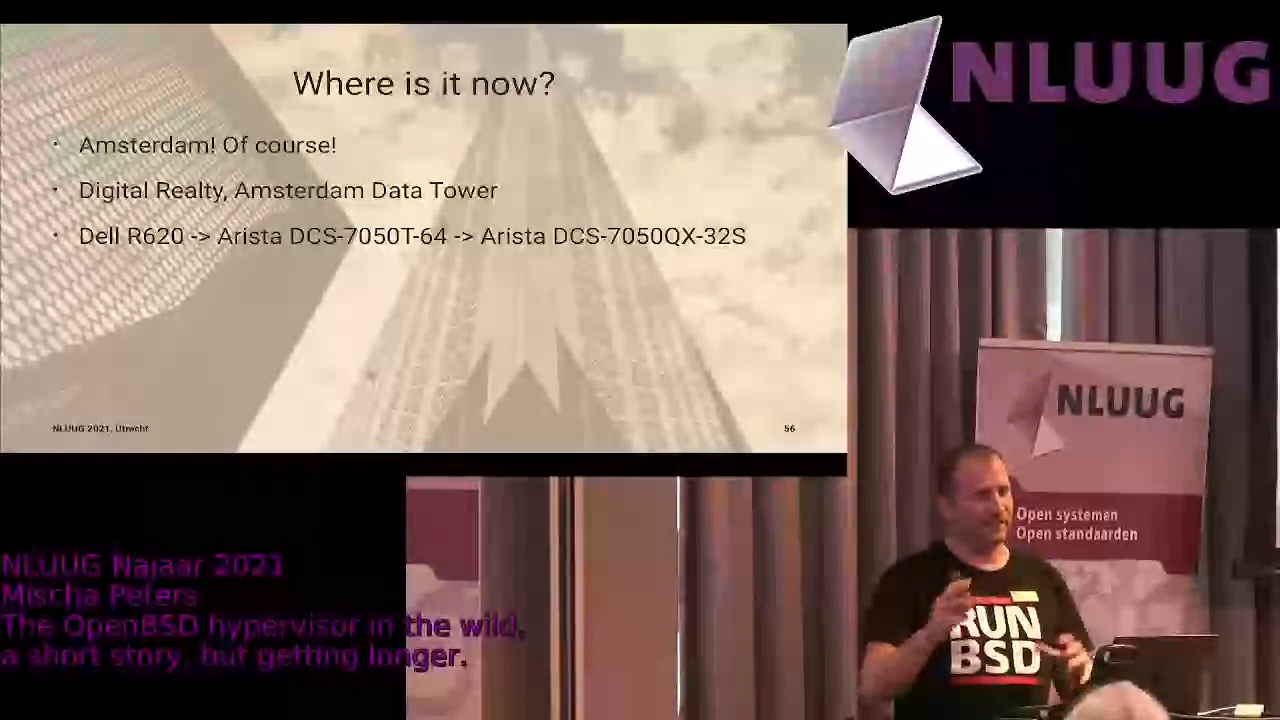 Where is it now?
· Amsterdam! Of course!
· Digital Realty, Amsterdam Data Tower
· Dell R620 -> Arista DCS-7050T-64 -> Arista DCS-7050QX-32S
NLUUG 2021, Utrecht
56
NLUUG
NLUUG
Open systemen
Open standaarden
RUN
BSD
NLUUG Najaar 2021
Mischa Peters
The OpenBSD hypervisor in the wild,
a short story, but getting longer.